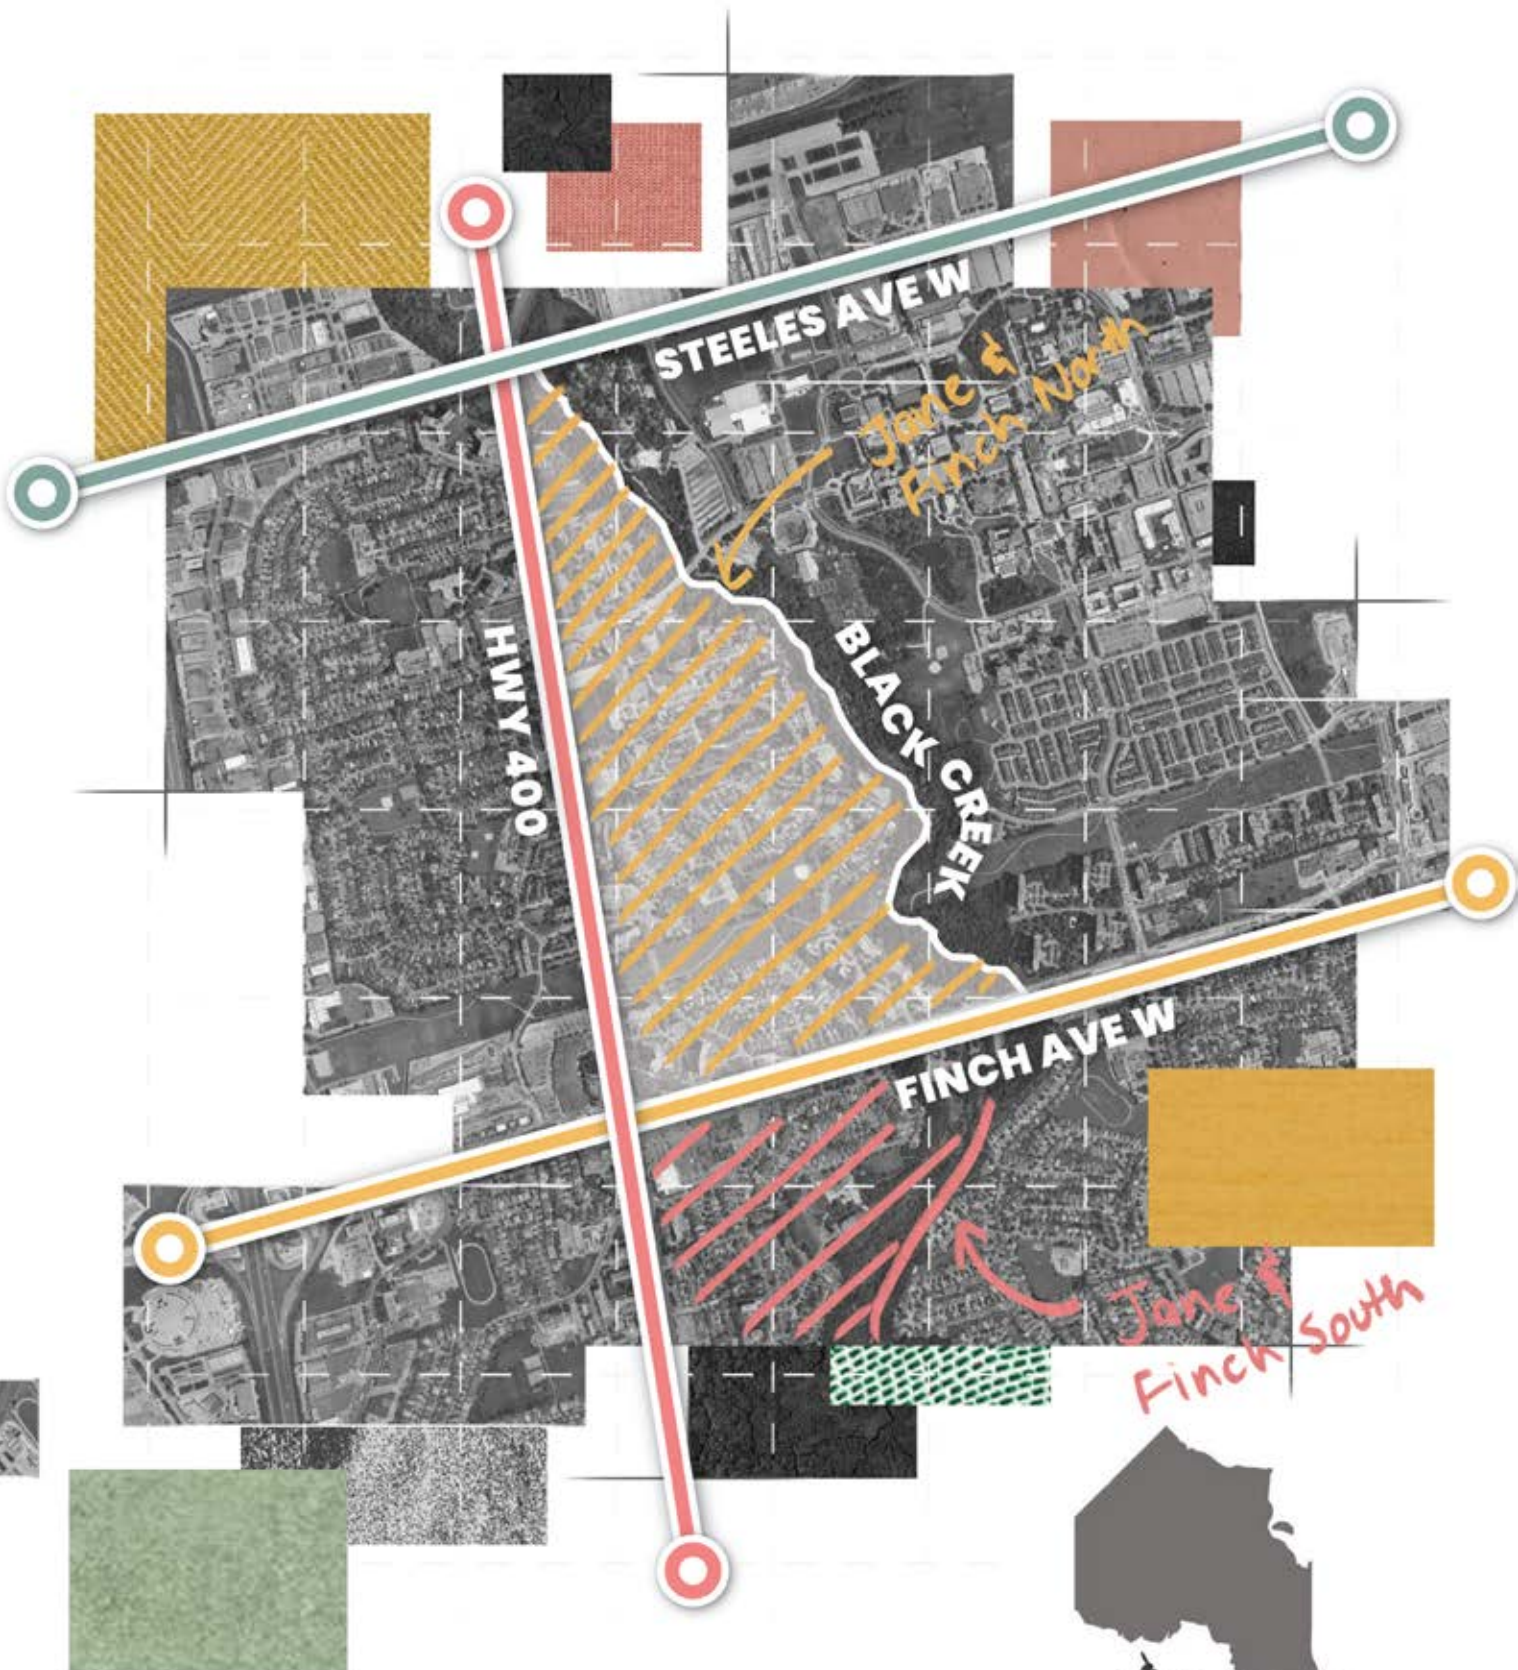 STEELES AVE W
Jane &
Finch North
HWY 400
BLACK CREEK
FINCH AVE W
Jane &
Finch South